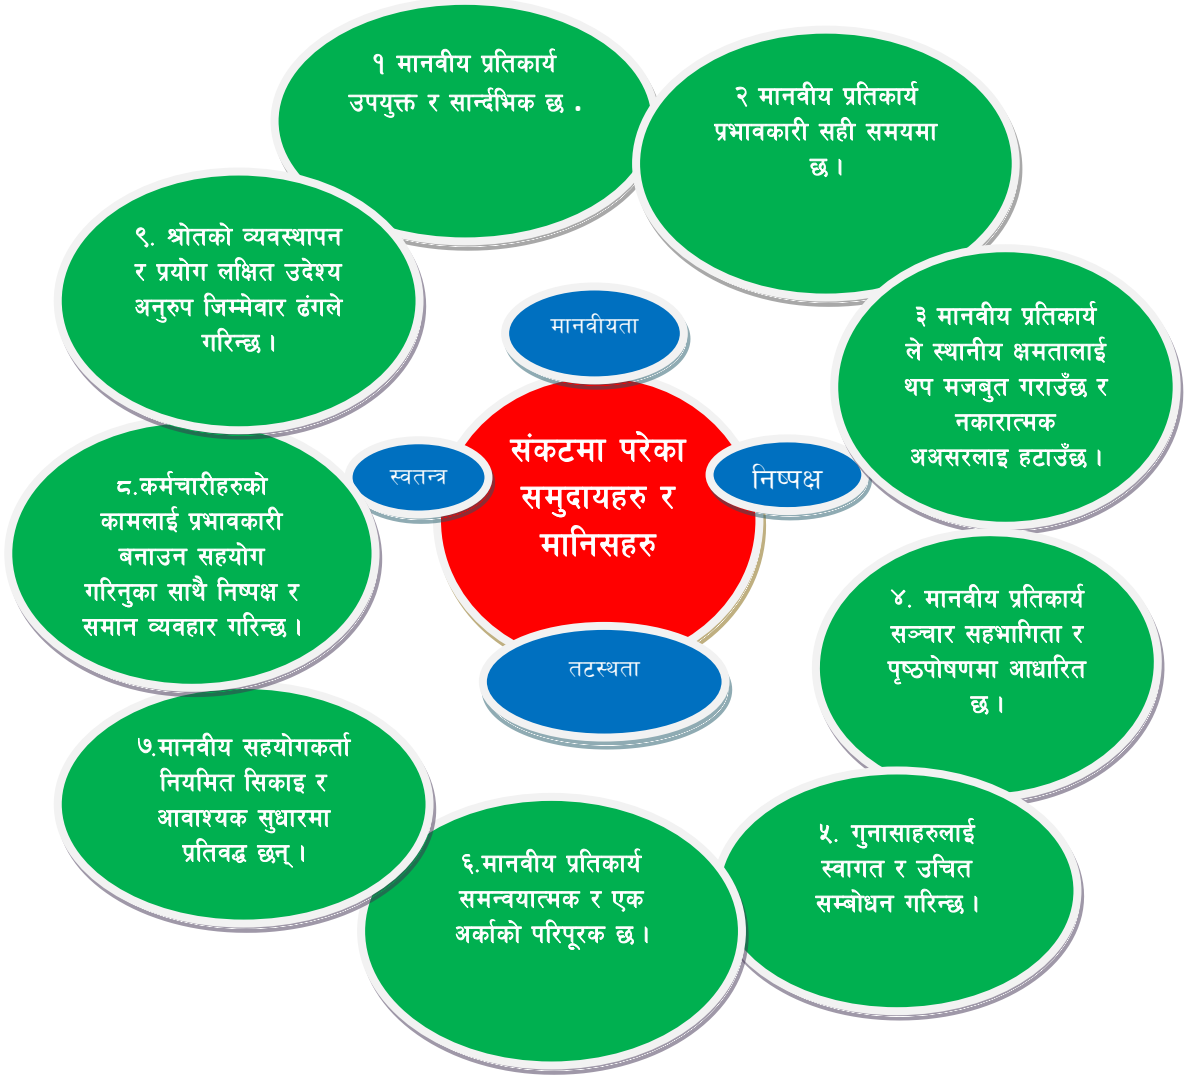 १ मानवीय प्रतिकार्य
उपयुक्त र सार्न्दभिक छ .
२ मानवीय प्रतिकार्य
प्रभावकारी सही समयमा
छ ।
३ मानवीय प्रतिकार्य
ले स्थानीय क्षमतालाई
थप मजबुत गराउँछ र
नकारात्मक
अअसरलाइ हटाउँछ ।
४. मानवीय प्रतिकार्य
सञ्चार सहभागिता र
पृष्ठपोषणमा आधारित
छ ।
५. गुनासाहरुलाई
स्वागत र उचित
सम्बोधन गरिन्छ ।
६.मानवीय प्रतिकार्य
समन्वयात्मक र एक
अर्काको परिपूरक छ ।
७.मानवीय सहयोगकर्ता
नियमित सिकाइ र
आवाश्यक सुधारमा
प्रतिवद्ध छन् ।
८.कर्मचारीहरुको
कामलाई प्रभावकारी
बनाउन सहयोग
गरिनुका साथै निष्पक्ष र
समान व्यवहार गरिन्छ ।
९. श्रोतको व्यवस्थापन
र प्रयोग लक्षित उदेश्य
अनुरुप जिम्मेवार ढंगले
गरिन्छ ।
मानवीयता
स्वतन्त्र
निष्पक्ष
तटस्थता
संकटमा परेका
समुदायहरु र
मानिसहरु